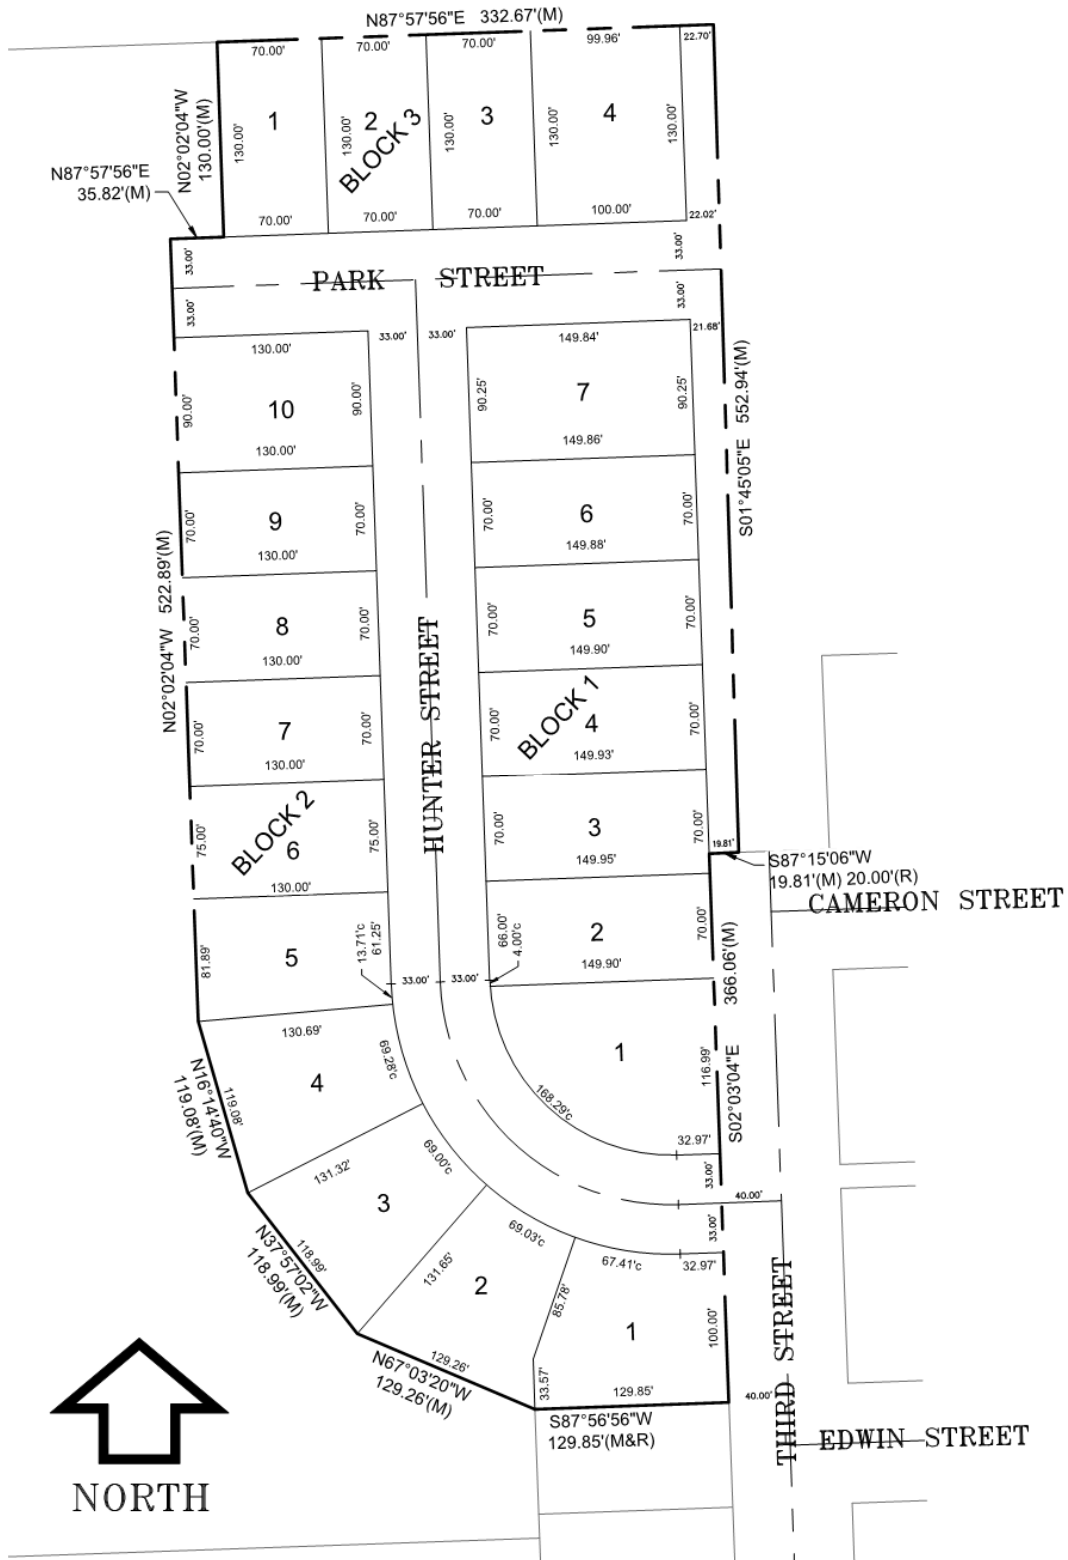 N87°57'56"E 332.67'(M)
70.00'
70.00'
70.00'
99.96'
22.70'
N02°02'04"W
130.00'(M)
130.00'
1
130.00'
2
BLOCK 3
130.00'
3
130.00'
4
130.00'
N87°57'56"E
35.82'(M)
70.00'
70.00'
70.00'
100.00'
22.02'
33.00'
33.00'
PARK STREET
33.00'
33.00'
130.00'
33.00'
33.00'
149.84'
21.68'
90.00'
10
90.00'
90.25'
7
90.25'
S01°45'05"E 552.94'(M)
130.00'
149.86'
70.00'
9
70.00'
70.00'
6
70.00'
130.00'
149.88'
N02°02'04"W 522.89'(M)
70.00'
8
70.00'
70.00'
5
70.00'
130.00'
149.90'
HUNTER STREET
70.00'
7
70.00'
70.00'
BLOCK 1
4
130.00'
149.93'
75.00'
BLOCK 2
6
75.00'
70.00'
3
70.00'
19.81'
130.00'
149.95'
S87°15'06"W
19.81'(M) 20.00'(R)
CAMERON STREET
81.89'
5
13.71'c
61.25'
66.00'
4.00'c
2
70.00'
149.90'
366.06'(M)
33.00'
33.00'
130.69'
69.28'c
4
1
116.99'
S02°03'04"E
N16°14'40"W
119.08'(M)
119.08'
168.29'c
32.97'
131.32'
69.00'c
33.00'
3
40.00'
N37°57'02"W
118.99'(M)
118.99'
69.03'c
33.00'
131.65'
67.41'c
32.97'
2
85.78'
1
100.00'
THIRD STREET
N67°03'20"W
129.26'(M)
129.26'
33.57'
129.85'
40.00'
S87°56'56"W
129.85'(M&R)
EDWIN STREET
NORTH